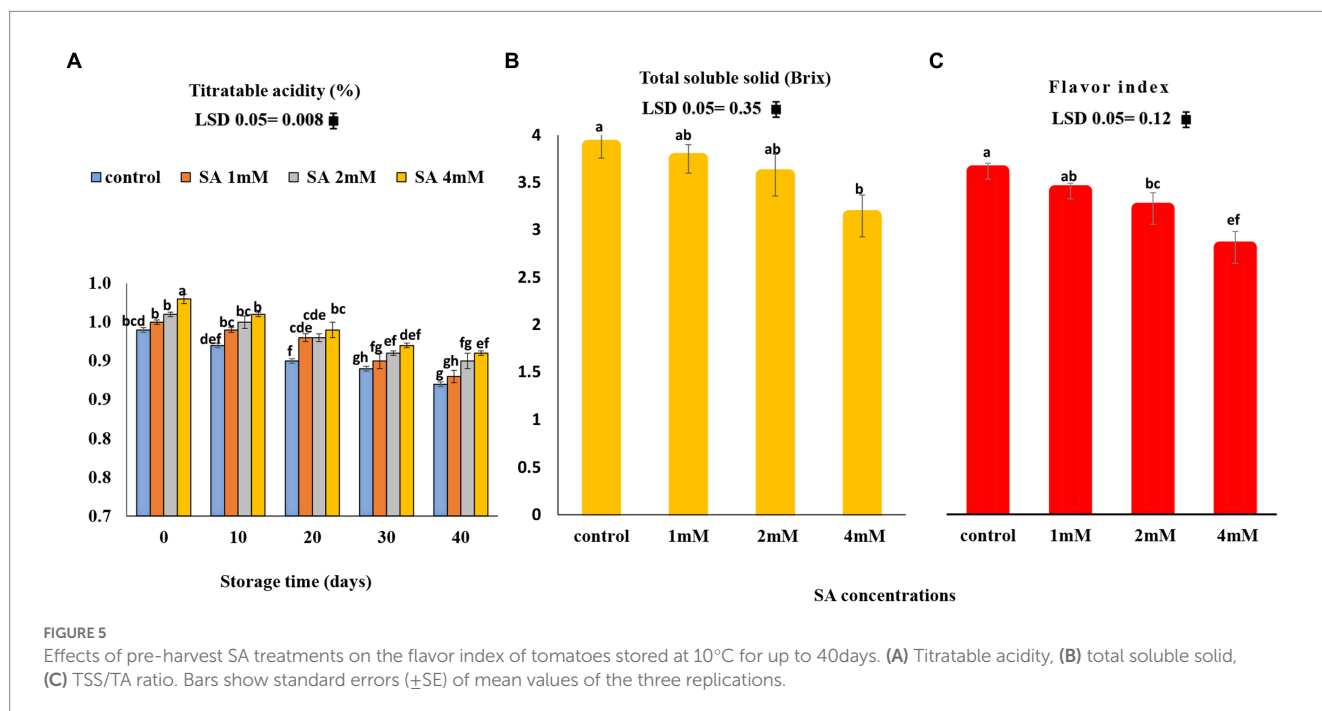 A
Titratable acidity (%)
LSD 0.05= 0.008
control SA 1mM SA 2mM SA 4mM
1.0
1.0
0.9
0.9
0.8
0.8
0.7
bcd b b a
def bc bc b
f cde cde bc
gh fg ef def
g gh fg ef
0 10 20 30 40
Storage time (days)
B
Total soluble solid (Brix)
LSD 0.05= 0.35
4
3.5
3
2.5
2
1.5
1
0.5
0
a ab ab b
control 1mM 2mM 4mM
C
Flavor index
LSD 0.05= 0.12
a ab bc ef
control 1mM 2mM 4mM
SA concentrations
FIGURE 5
Effects of pre-harvest SA treatments on the flavor index of tomatoes stored at 10°C for up to 40days. (A) Titratable acidity, (B) total soluble solid,
(C) TSS/TA ratio. Bars show standard errors (±SE) of mean values of the three replications.